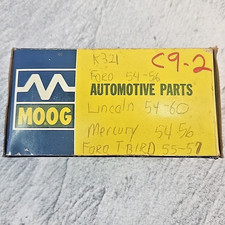 K321
C9-2
Ford 54-56
AUTOMOTIVE PARTS
Lincoln 54-60
MOOG
Mercury 54 56
FORD T-BIRD 55-57